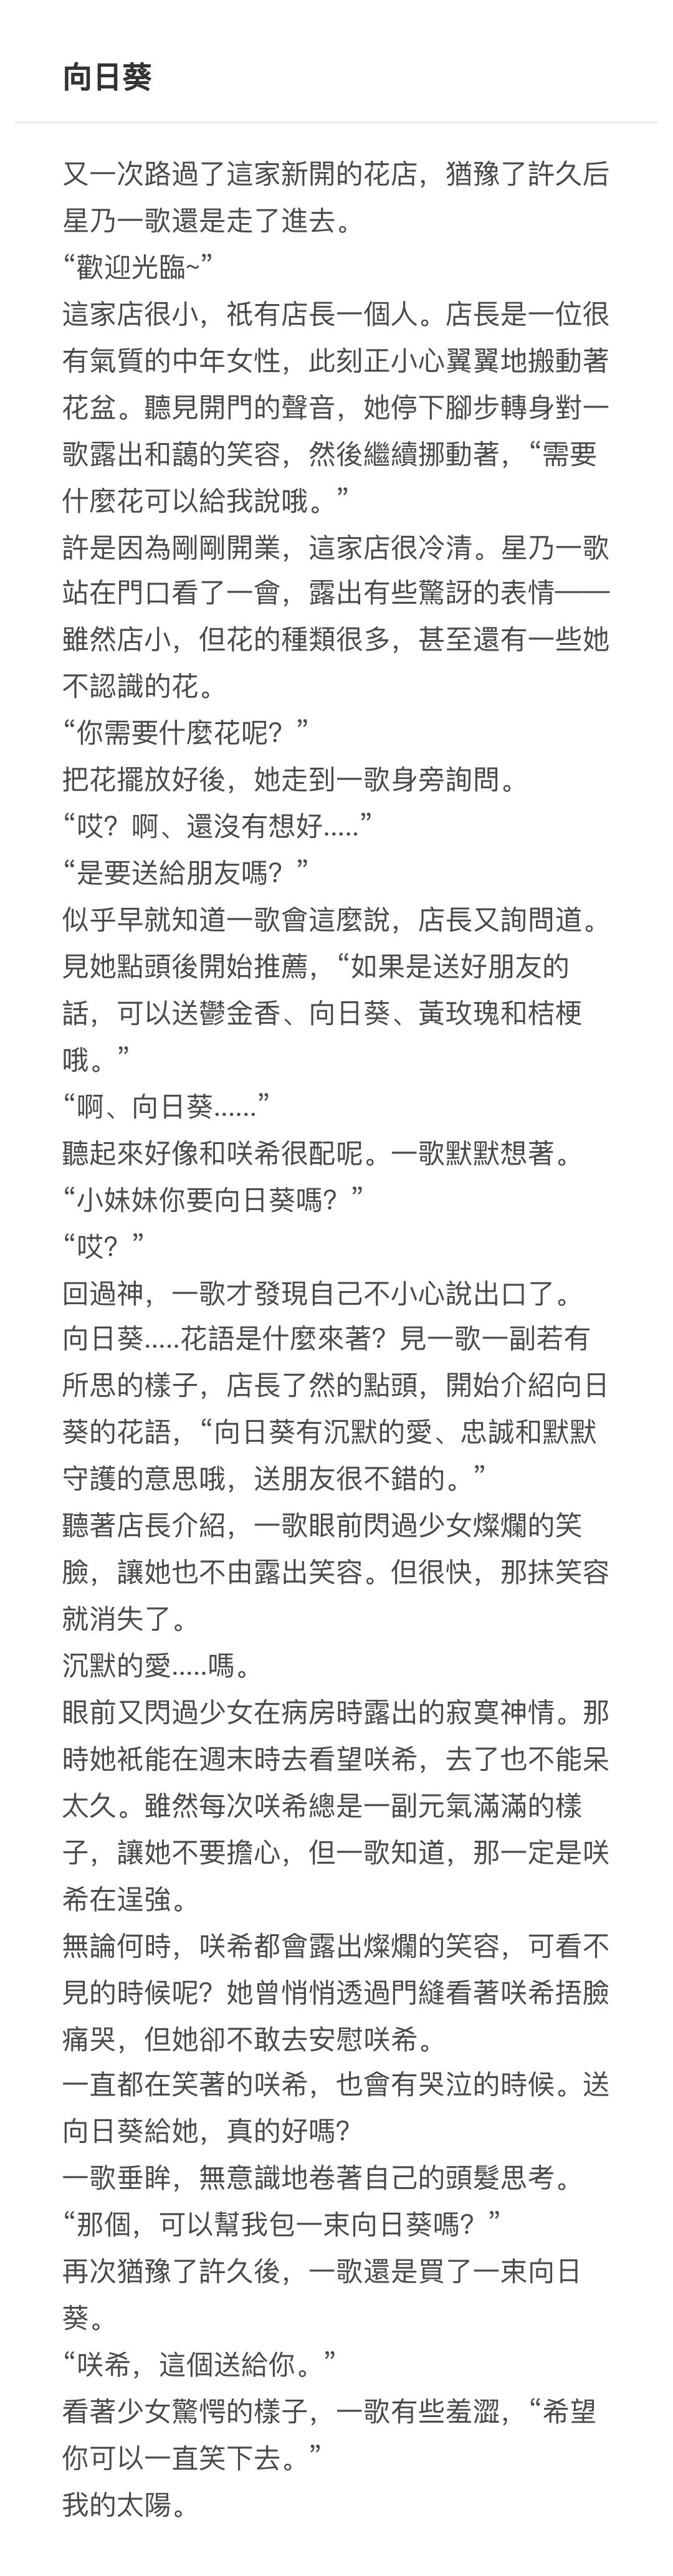 向日葵
又一次路過了這家新開的花店，猶豫了許久后
星乃一歌還是走了進去。
“歡迎光臨~”
這家店很小，祇有店長一個人。店長是一位很
有氣質的中年女性，此刻正小心翼翼地搬動著
花盆。聽見開門的聲音，她停下腳步轉身對一
歌露出和藹的笑容，然後繼續挪動著，“需要
什麼花可以給我說哦。”
許是因為剛剛開業，這家店很冷清。星乃一歌
站在門口看了一會，露出有些驚訝的表情——
雖然店小，但花的種類很多，甚至還有一些她
不認識的花。
“你需要什麼花呢？”
把花擺放好後，她走到一歌身旁詢問。
“哎？啊、還沒有想好.....”
“是要送給朋友嗎？”
似乎早就知道一歌會這麼說，店長又詢問道。
見她點頭後開始推薦，“如果是送好朋友的
話，可以送鬱金香、向日葵、黃玫瑰和桔梗
哦。”
“啊、向日葵......”
聽起來好像和咲希很配呢。一歌默默想著。
“小妹妹你要向日葵嗎？”
“哎？”
回過神，一歌才發現自己不小心說出口了。
向日葵.....花語是什麼來著？見一歌一副若有
所思的樣子，店長了然的點頭，開始介紹向日
葵的花語，“向日葵有沉默的愛、忠誠和默默
守護的意思哦，送朋友很不錯的。”
聽著店長介紹，一歌眼前閃過少女燦爛的笑
臉，讓她也不由露出笑容。但很快，那抹笑容
就消失了。
沉默的愛.....嗎。
眼前又閃過少女在病房時露出的寂寞神情。那
時她祇能在週末時去看望咲希，去了也不能呆
太久。雖然每次咲希總是一副元氣滿滿的樣
子，讓她不要擔心，但一歌知道，那一定是咲
希在逞強。
無論何時，咲希都會露出燦爛的笑容，可看不
見的時候呢？她曾悄悄透過門縫看著咲希捂臉
痛哭，但她卻不敢去安慰咲希。
一直都在笑著的咲希，也會有哭泣的時候。送
向日葵給她，真的好嗎？
一歌垂眸，無意識地卷著自己的頭髮思考。
“那個，可以幫我包一束向日葵嗎？”
再次猶豫了許久後，一歌還是買了一束向日
葵。
“咲希，這個送給你。”
看著少女驚愕的樣子，一歌有些羞澀，“希望
你可以一直笑下去。”
我的太陽。